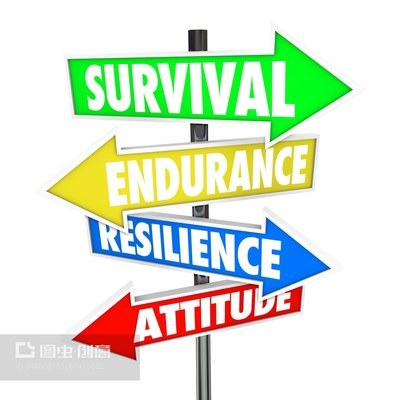 SURVIVAL
ENDURANCE
RESILIENCE
ATTITUDE
图虫创意